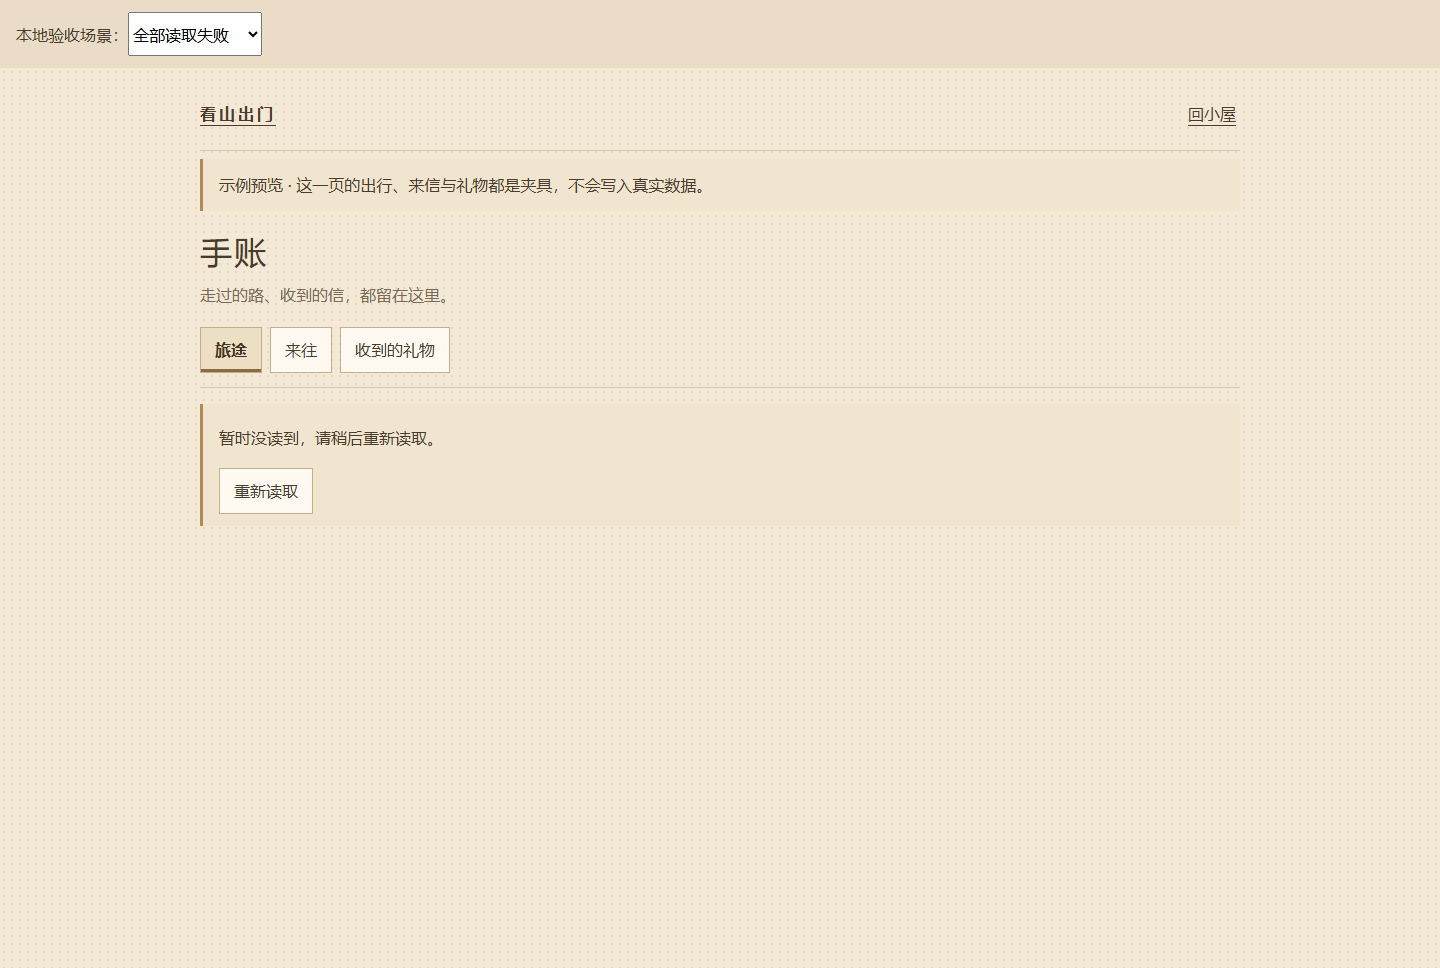 本地验收场景：全部读取失败
看山出门
回小屋
示例预览 · 这一页的出行、来信与礼物都是夹具，不会写入真实数据。
手账
走过的路、收到的信，都留在这里。
旅途 来往 收到的礼物
暂时没读到，请稍后重新读取。
重新读取